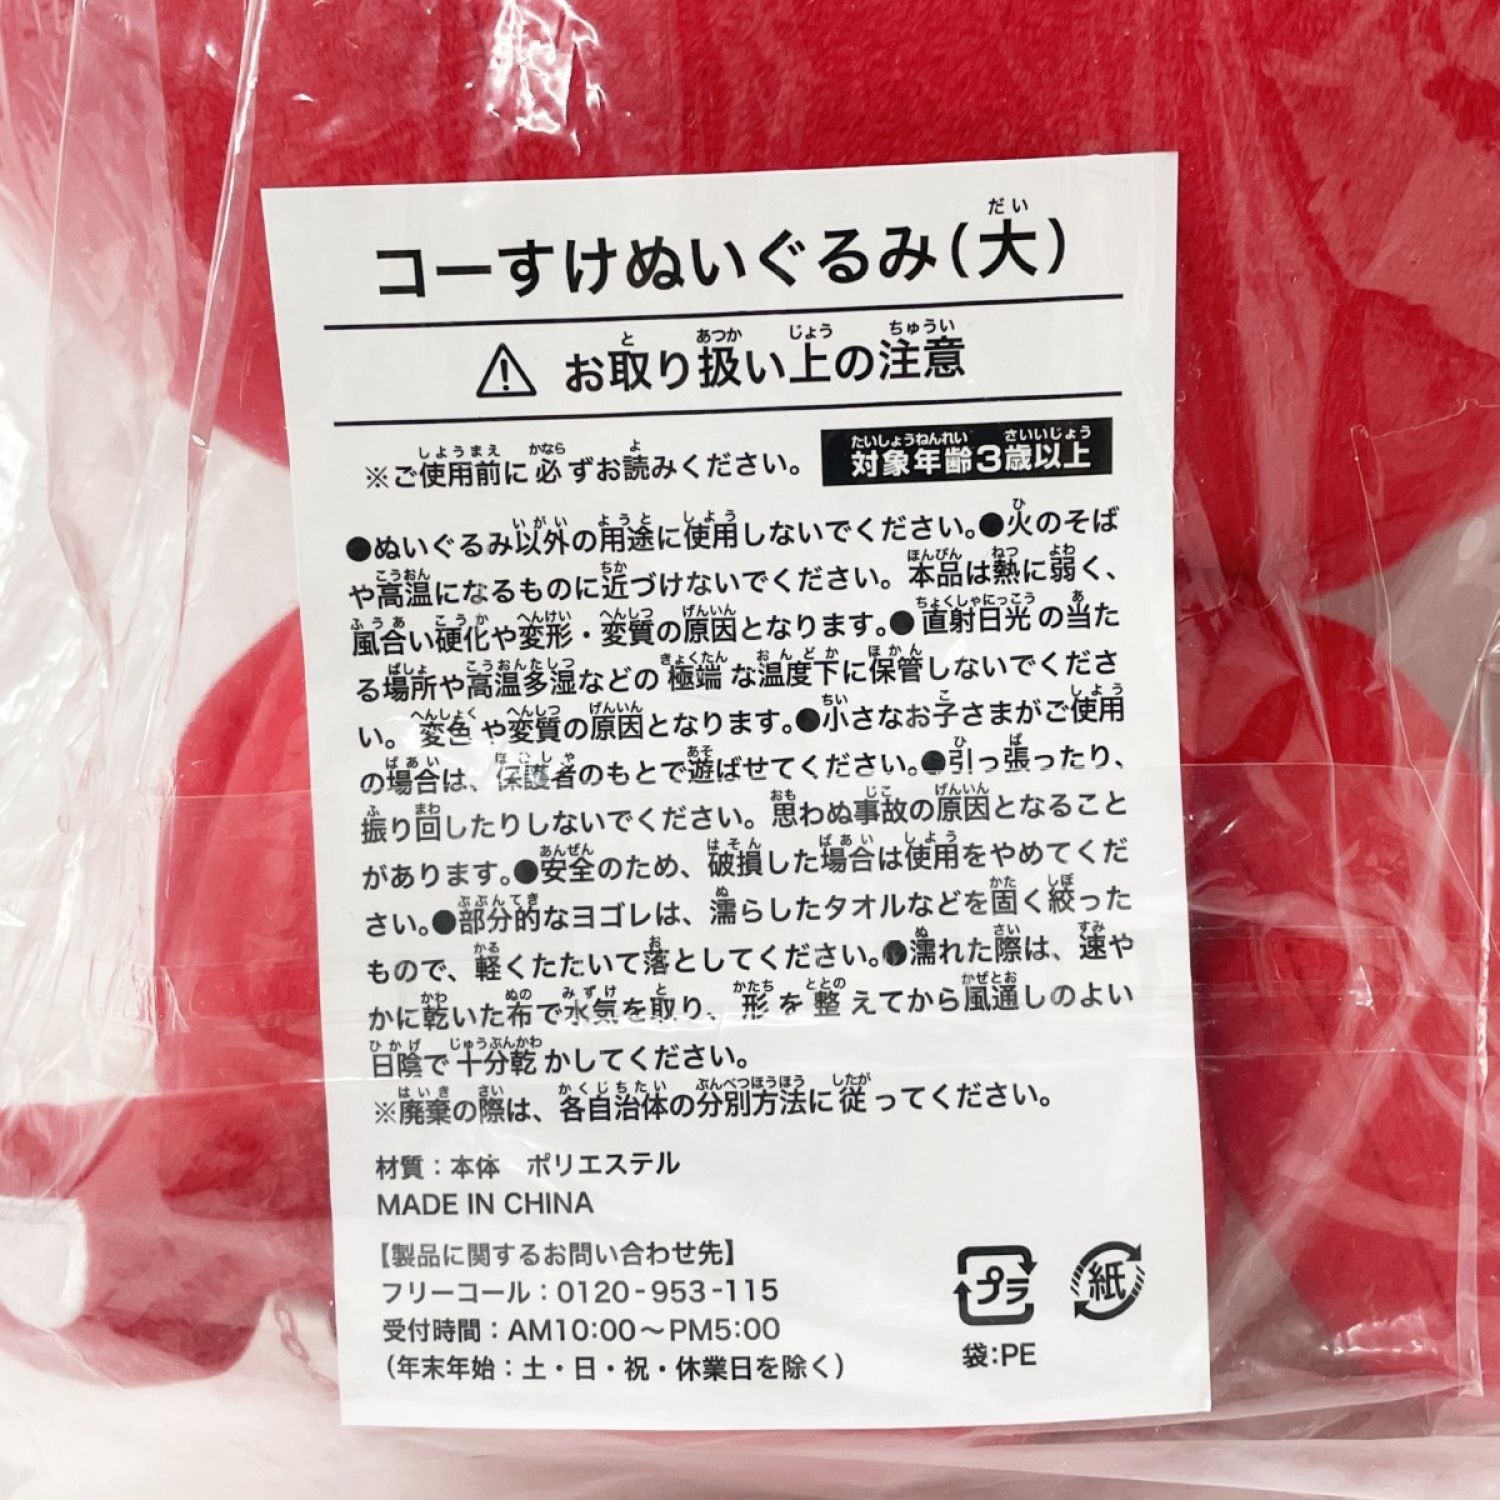 コーすけぬいぐるみ(大)
⚠ お取り扱い上の注意
※ご使用前に必ずお読みください。 対象年齢3歳以上
●ぬいぐるみ以外の用途に使用しないでください。●火のそば
や高温になるものに近づけないでください。本品は熱に弱く、
風合い硬化や変形・変質の原因となります。●直射日光の当た
る場所や高温多湿などの極端な温度下に保管しないでくださ
い。変色や変質の原因となります。●小さなお子さまがご使用
の場合は、保護者のもとで遊ばせてください。●引っ張ったり、
振り回したりしないでください。思わぬ事故の原因となること
があります。●安全のため、破損した場合は使用をやめてくだ
さい。●部分的なヨゴレは、濡らしたタオルなどを固く絞った
もので、軽くたたいて落としてください。●濡れた際は、速や
かに乾いた布で水気を取り、形を整えてから風通しのよい
日陰で十分乾かしてください。
※廃棄の際は、各自治体の分別方法に従ってください。
材質:本体 ポリエステル
MADE IN CHINA
【製品に関するお問い合わせ先】
フリーコール:0120-953-115
受付時間:AM10:00〜PM5:00
(年末年始:土・日・祝・休業日を除く)
プラ 紙
袋:PE